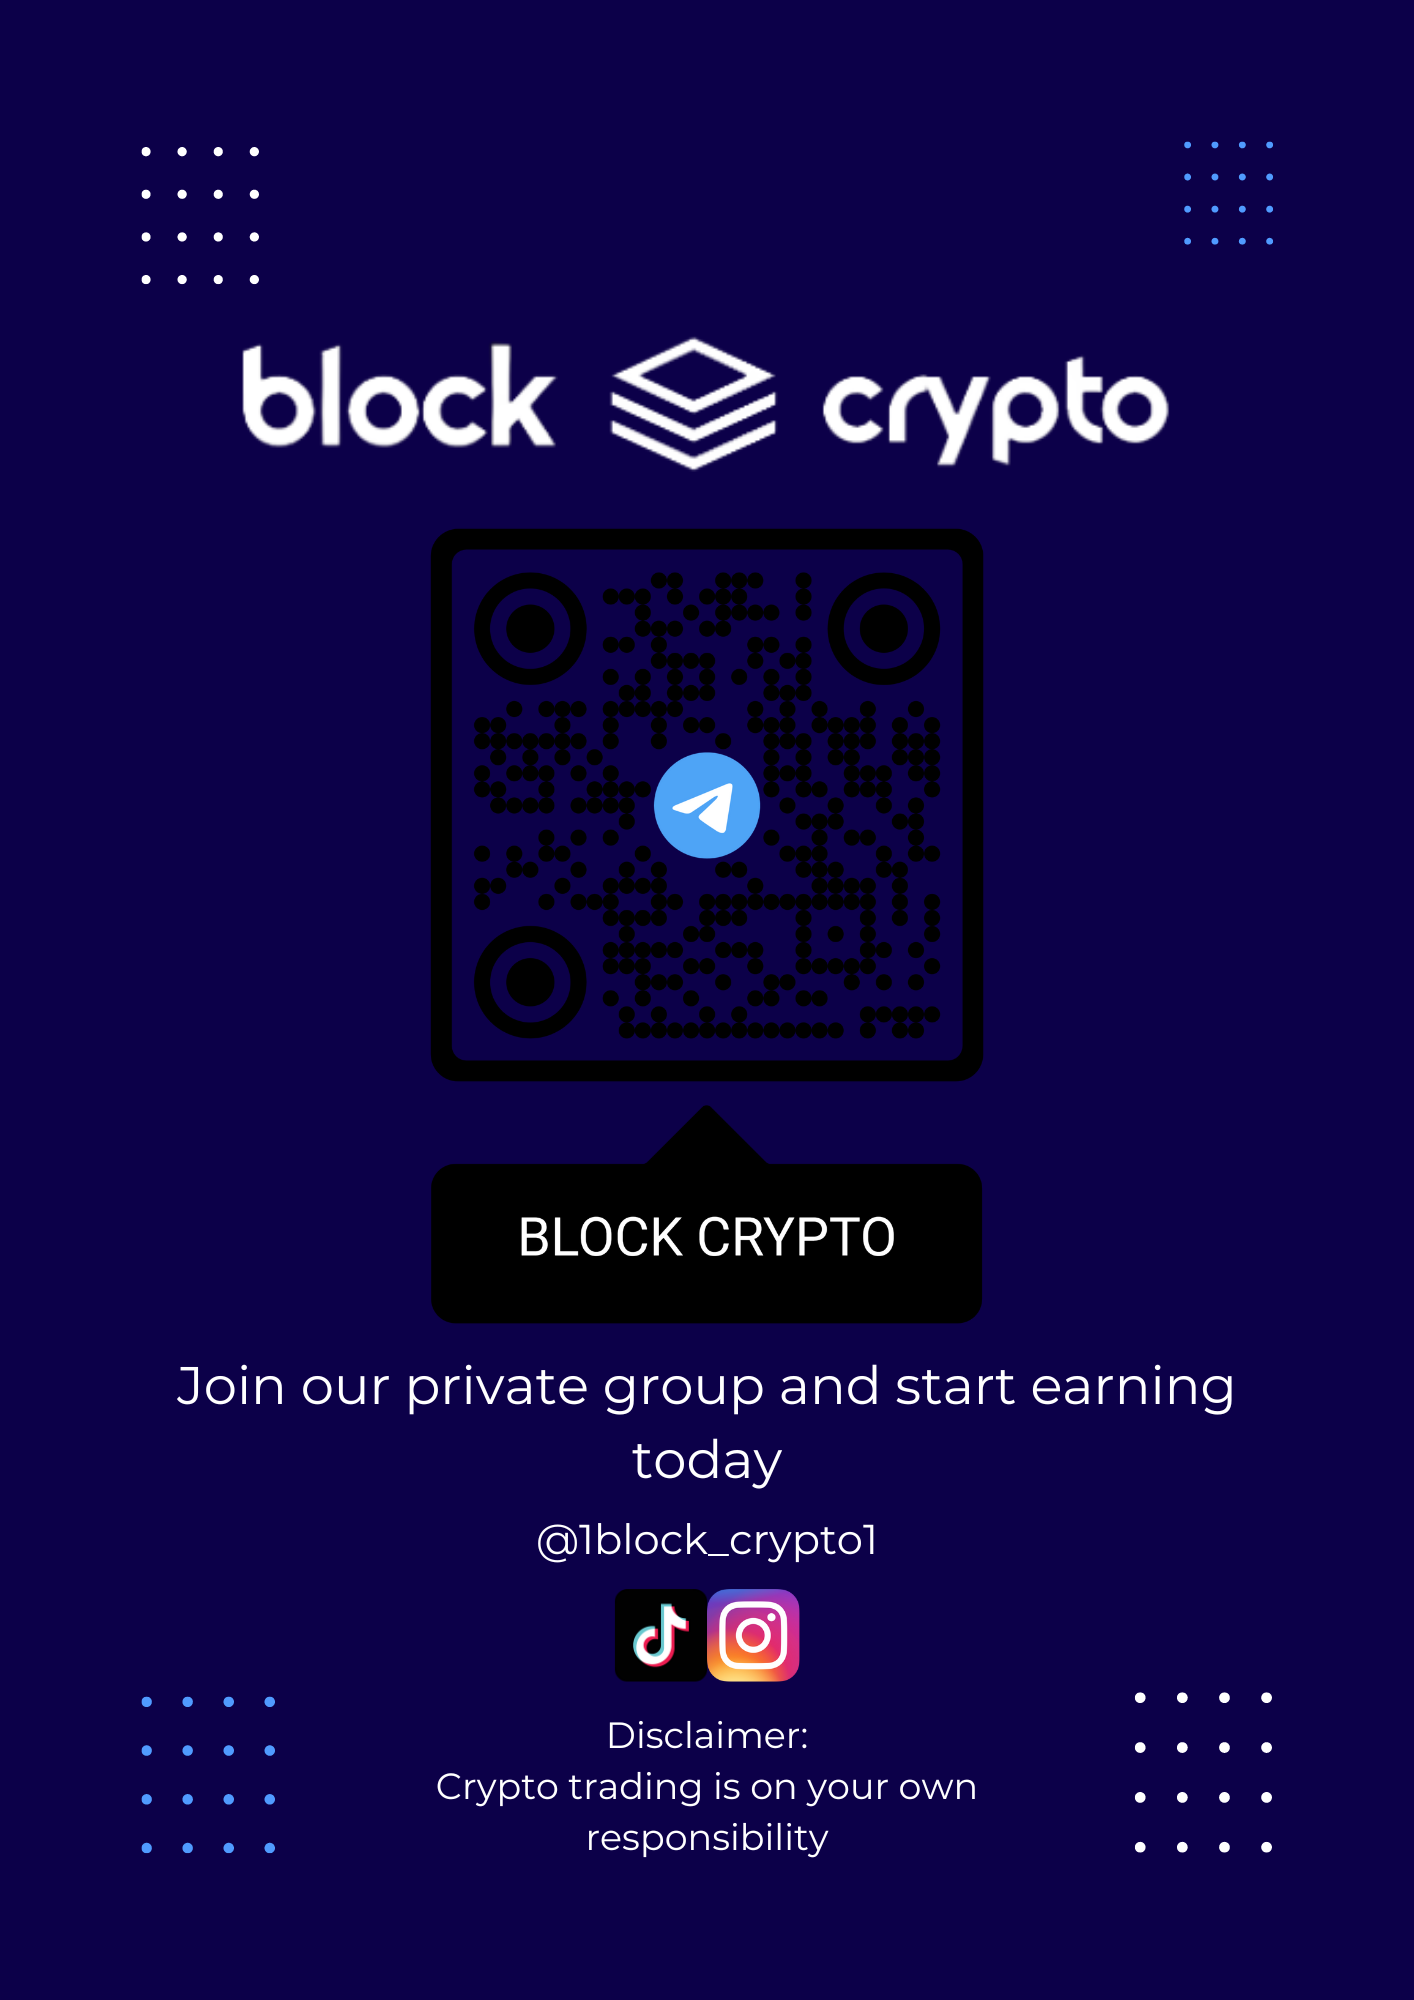 block crypto
BLOCK CRYPTO
Join our private group and start earning
today
@1block_crypto1
Disclaimer:
Crypto trading is on your own
responsibility